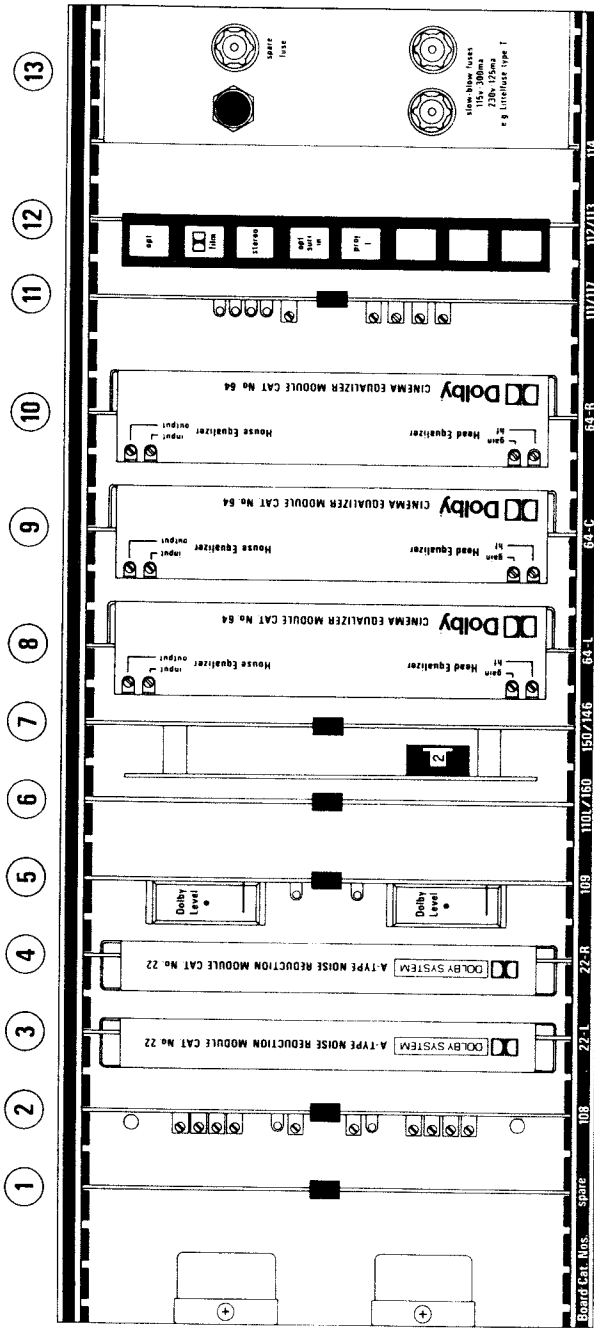 1 2 3 4 5 6 7 8 9 10 11 12 13
DOLBY SYSTEM A-TYPE NOISE REDUCTION MODULE CAT No. 22
DOLBY SYSTEM A-TYPE NOISE REDUCTION MODULE CAT No. 22
Dolby
Level
Dolby
Level
2
Dolby CINEMA EQUALIZER MODULE CAT No. 64
Head Equalizer
gain
hf
House Equalizer
input
output
Dolby CINEMA EQUALIZER MODULE CAT No. 64
Head Equalizer
gain
hf
House Equalizer
input
output
Dolby CINEMA EQUALIZER MODULE CAT No. 64
Head Equalizer
gain
hf
House Equalizer
input
output
opt
film
stereo
opt
surr
in
proj
1
spare
fuse
slow-blow fuses
115v-300ma
230v-125ma
e g Littelfuse type T
Board Cat. Nos. spare 108 22-L 22-R 109 110L/160 150/146 64-L 64-C 64-R 111/117 112/113 114